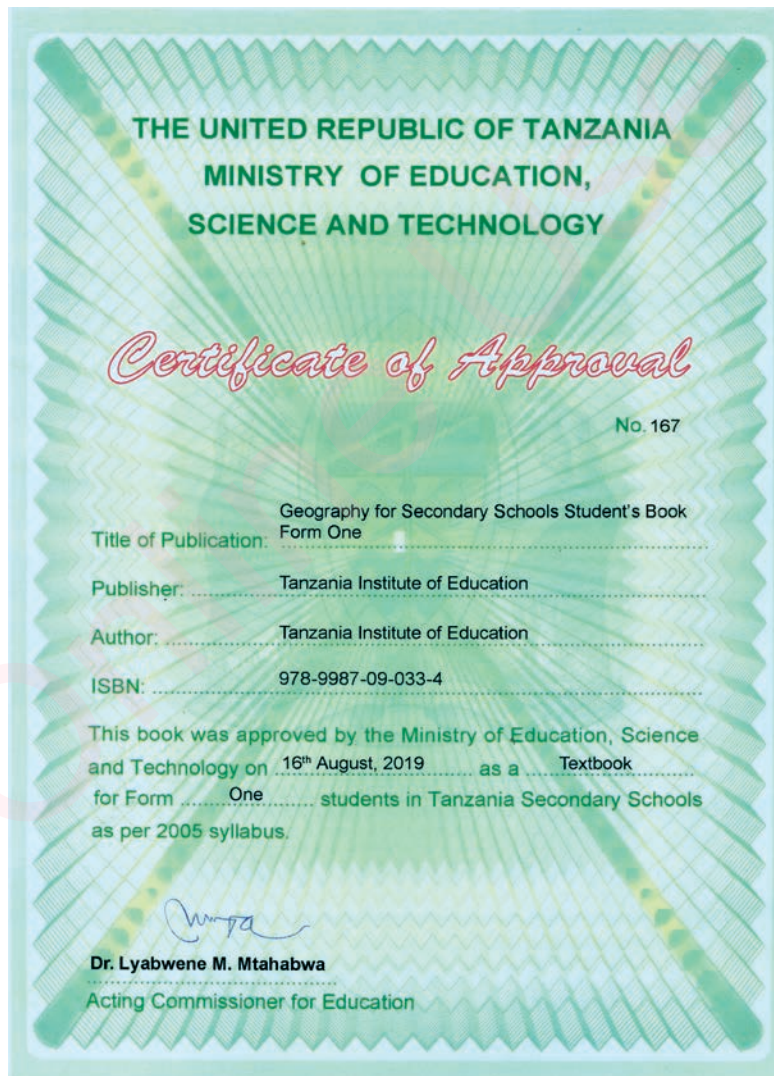 THE UNITED REPUBLIC OF TANZANIA
MINISTRY OF EDUCATION,
SCIENCE AND TECHNOLOGY
Certificate of Approval
No. 167
Title of Publication: Geography for Secondary Schools Student's Book
Form One
Publisher: Tanzania Institute of Education
Author: Tanzania Institute of Education
ISBN: 978-9987-09-033-4
This book was approved by the Ministry of Education, Science
and Technology on 16th August, 2019 as a Textbook
for Form One students in Tanzania Secondary Schools
as per 2005 syllabus.
Dr. Lyabwene M. Mtahabwa
Acting Commissioner for Education